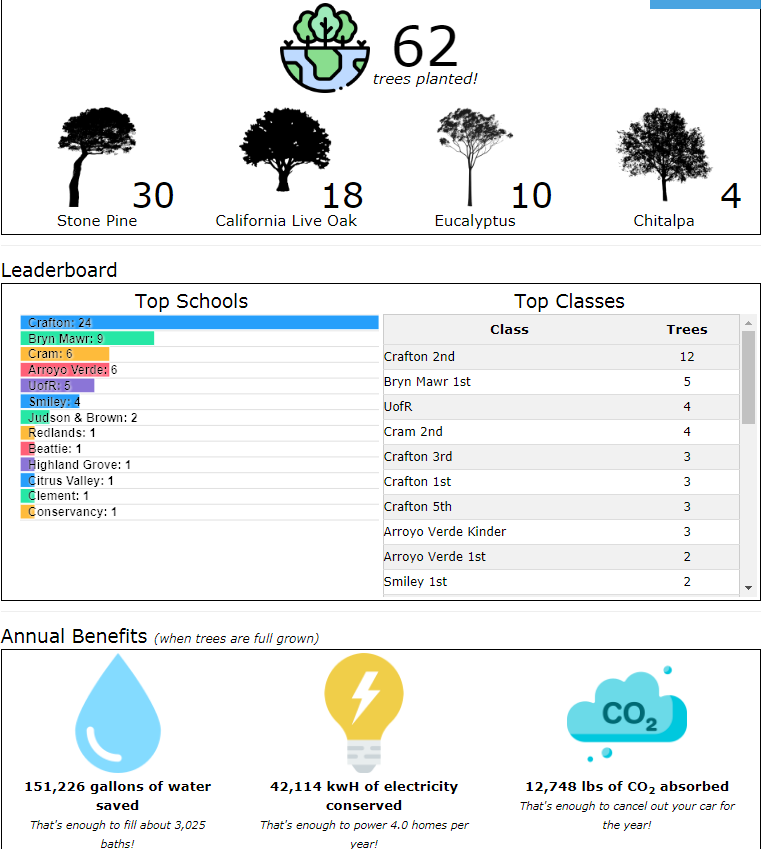 62
trees planted!
30
Stone Pine
18
California Live Oak
10
Eucalyptus
4
Chitalpa
Leaderboard
Top Schools
Crafton: 24
Bryn Mawr: 9
Cram: 6
Arroyo Verde: 6
UofR: 5
Smiley: 4
Judson & Brown: 2
Redlands: 1
Beattie: 1
Highland Grove: 1
Citrus Valley: 1
Clement: 1
Conservancy: 1
Top Classes
Class Trees
Crafton 2nd 12
Bryn Mawr 1st 5
UofR 4
Cram 2nd 4
Crafton 3rd 3
Crafton 1st 3
Crafton 5th 3
Arroyo Verde Kinder 3
Arroyo Verde 1st 2
Smiley 1st 2
Annual Benefits (when trees are full grown)
151,226 gallons of water
saved
That's enough to fill about 3,025
baths!
42,114 kwH of electricity
conserved
That's enough to power 4.0 homes per
year!
CO2
12,748 lbs of CO2 absorbed
That's enough to cancel out your car for
the year!